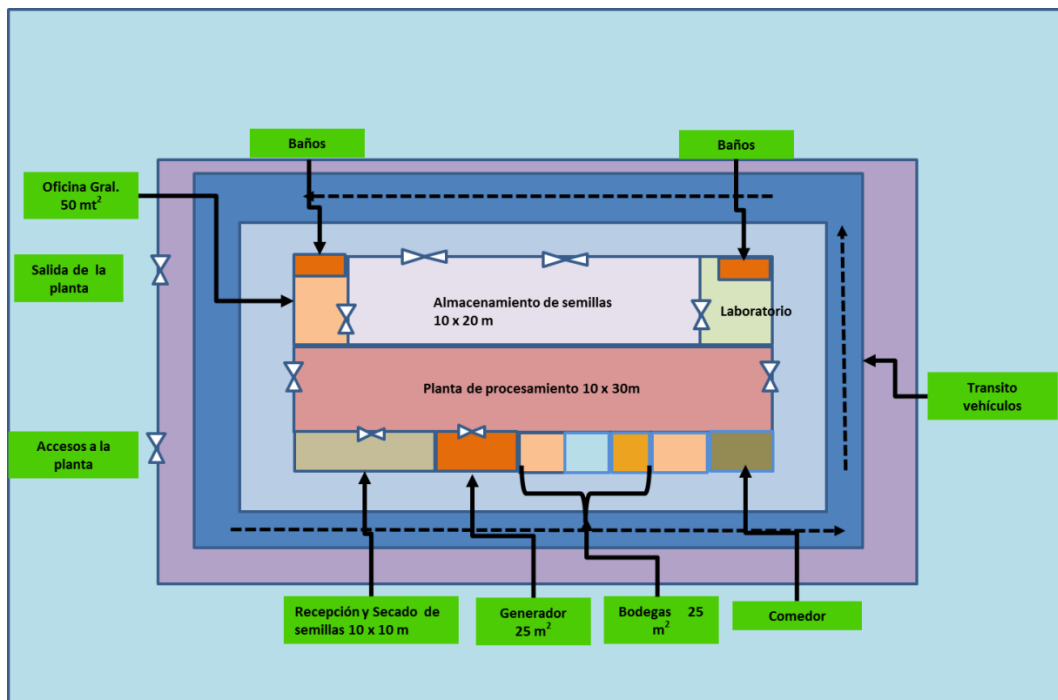 Baños
Baños
Oficina Gral.
50 mt²
Salida de la
planta
Almacenamiento de semillas
10 x 20 m
Laboratorio
Planta de procesamiento 10 x 30m
Transito
vehículos
Accesos a la
planta
Recepción y Secado de
semillas 10 x 10 m
Generador
25 m²
Bodegas 25
m²
Comedor